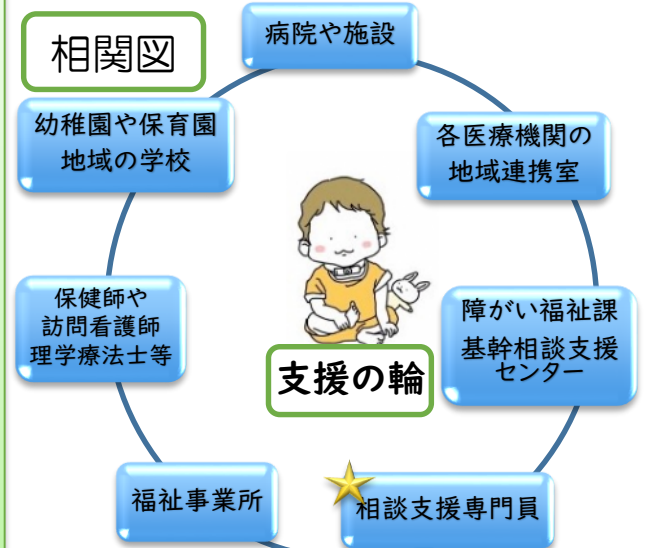 相関図
病院や施設
幼稚園や保育園
地域の学校
各医療機関の
地域連携室
保健師や
訪問看護師
理学療法士等
障がい福祉課
基幹相談支援
センター
支援の輪
福祉事業所
相談支援専門員